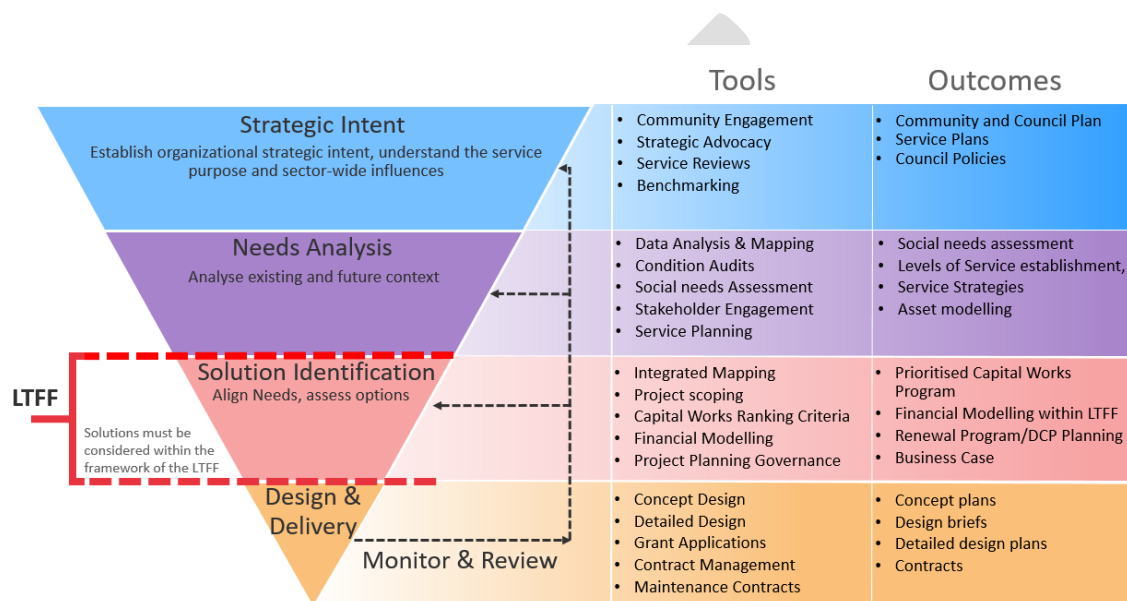 Tools
Outcomes
Strategic Intent
Establish organizational strategic intent, understand the service
purpose and sector-wide influences
• Community Engagement
• Strategic Advocacy
• Service Reviews
• Benchmarking
• Community and Council Plan
• Service Plans
• Council Policies
Needs Analysis
Analyse existing and future context
• Data Analysis & Mapping
• Condition Audits
• Social needs Assessment
• Stakeholder Engagement
• Service Planning
• Social needs assessment
• Levels of Service establishment,
• Service Strategies
• Asset modelling
LTFF
Solutions must be
considered within the
framework of the LTFF
Solution Identification
Align Needs, assess options
• Integrated Mapping
• Project scoping
• Capital Works Ranking Criteria
• Financial Modelling
• Project Planning Governance
• Prioritised Capital Works
Program
• Financial Modelling within LTFF
• Renewal Program/DCP Planning
• Business Case
Design &
Delivery
Monitor & Review
• Concept Design
• Detailed Design
• Grant Applications
• Contract Management
• Maintenance Contracts
• Concept plans
• Design briefs
• Detailed design plans
• Contracts